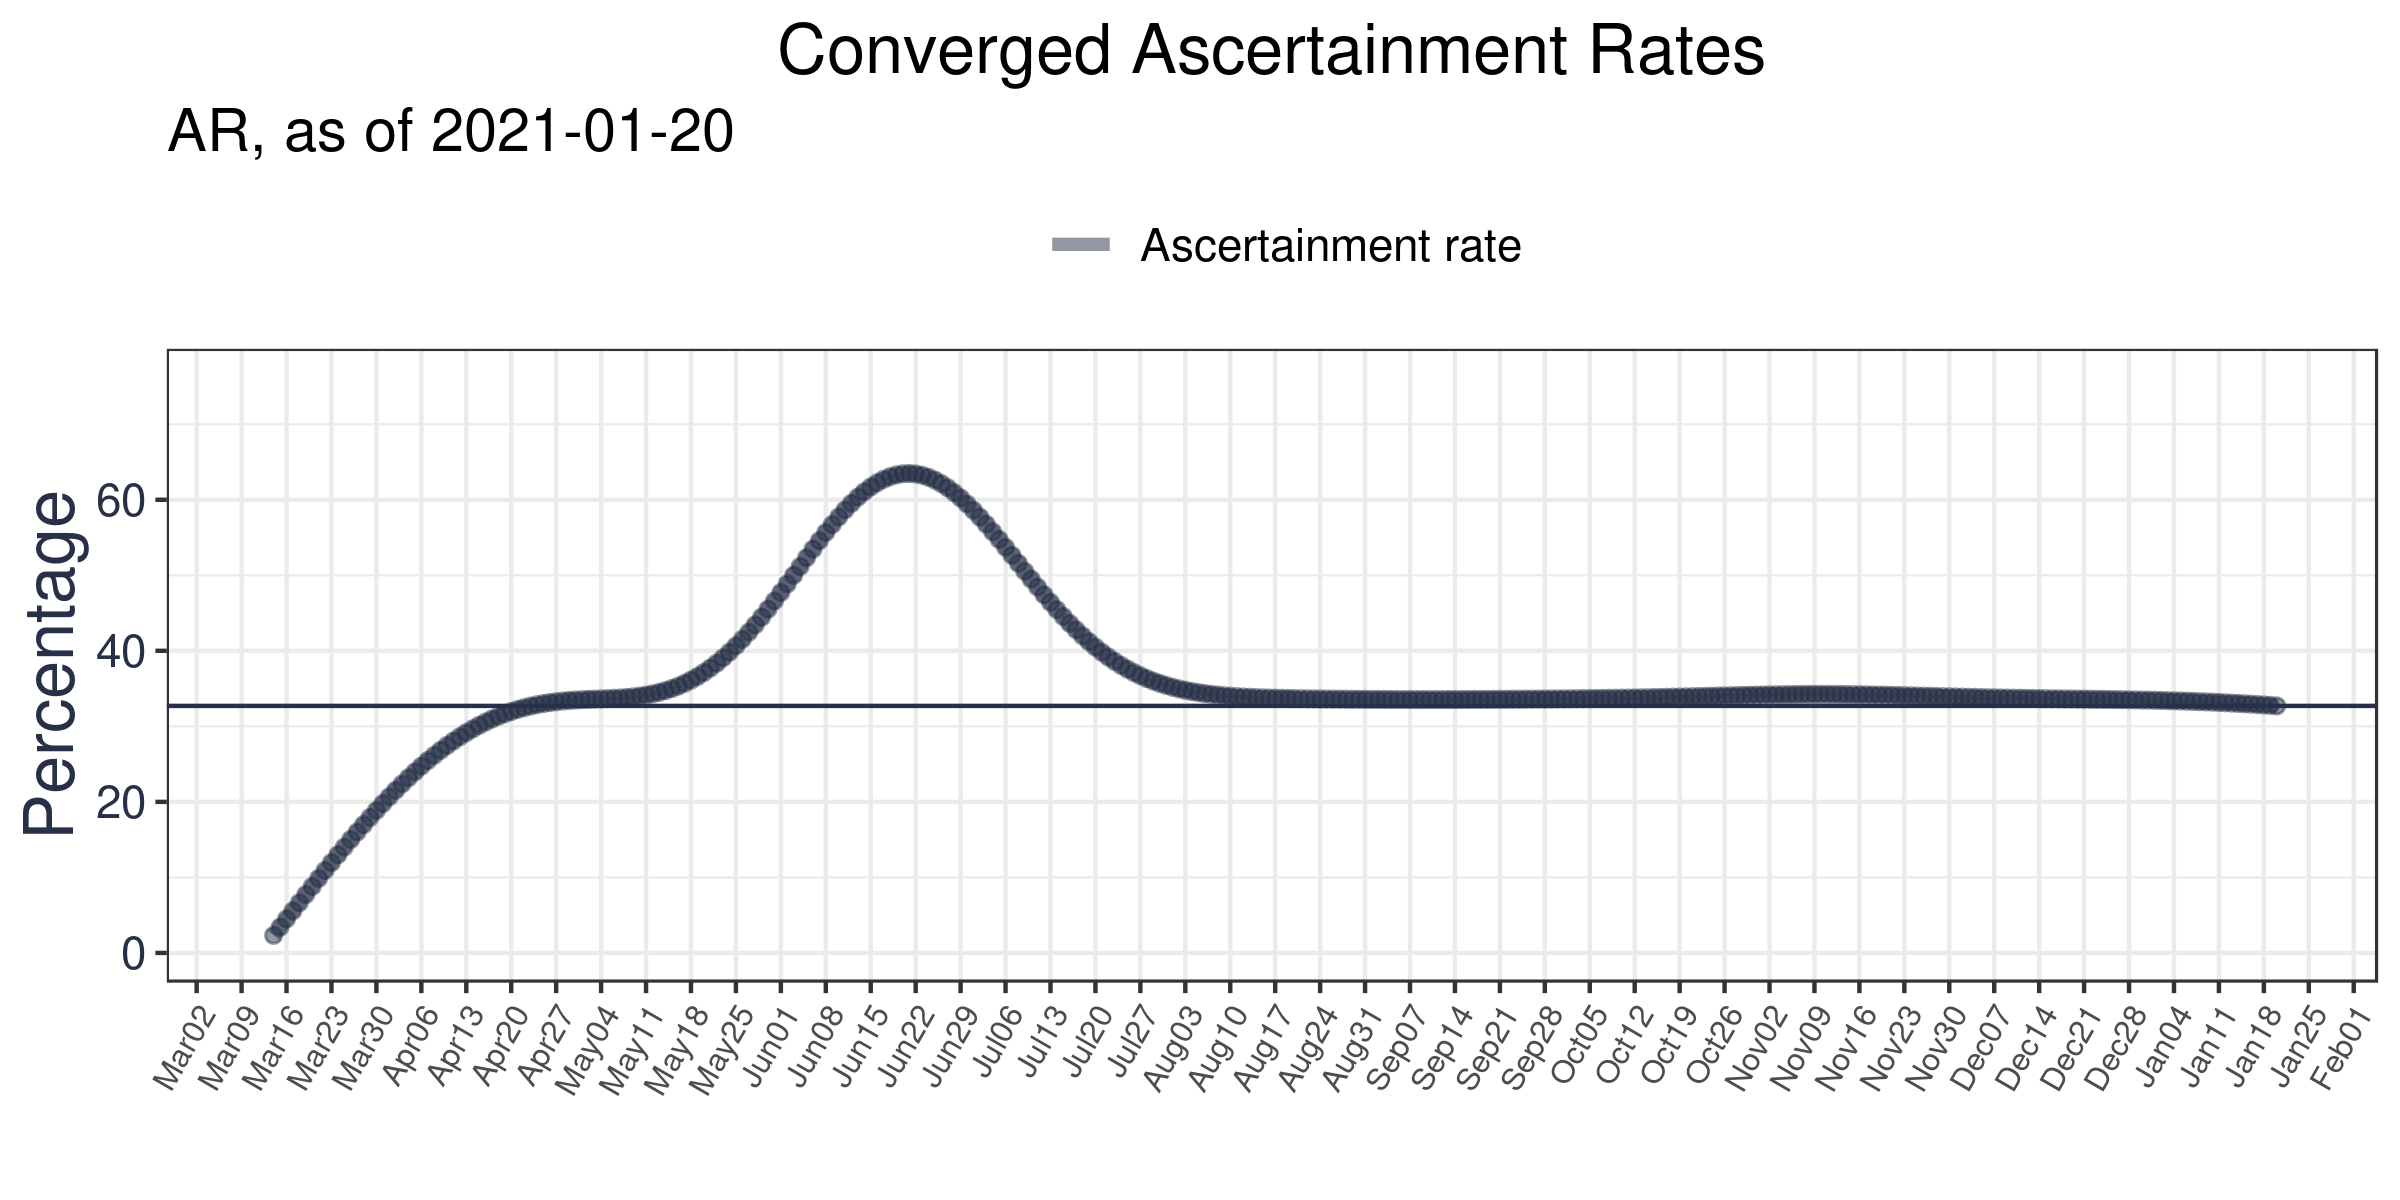 Converged Ascertainment Rates
AR, as of 2021-01-20
Ascertainment rate
Percentage
60
40
20
0
Mar02
Mar09
Mar16
Mar23
Mar30
Apr06
Apr13
Apr20
Apr27
May04
May11
May18
May25
Jun01
Jun08
Jun15
Jun22
Jun29
Jul06
Jul13
Jul20
Jul27
Aug03
Aug10
Aug17
Aug24
Aug31
Sep07
Sep14
Sep21
Sep28
Oct05
Oct12
Oct19
Oct26
Nov02
Nov09
Nov16
Nov23
Nov30
Dec07
Dec14
Dec21
Dec28
Jan04
Jan11
Jan18
Jan25
Feb01